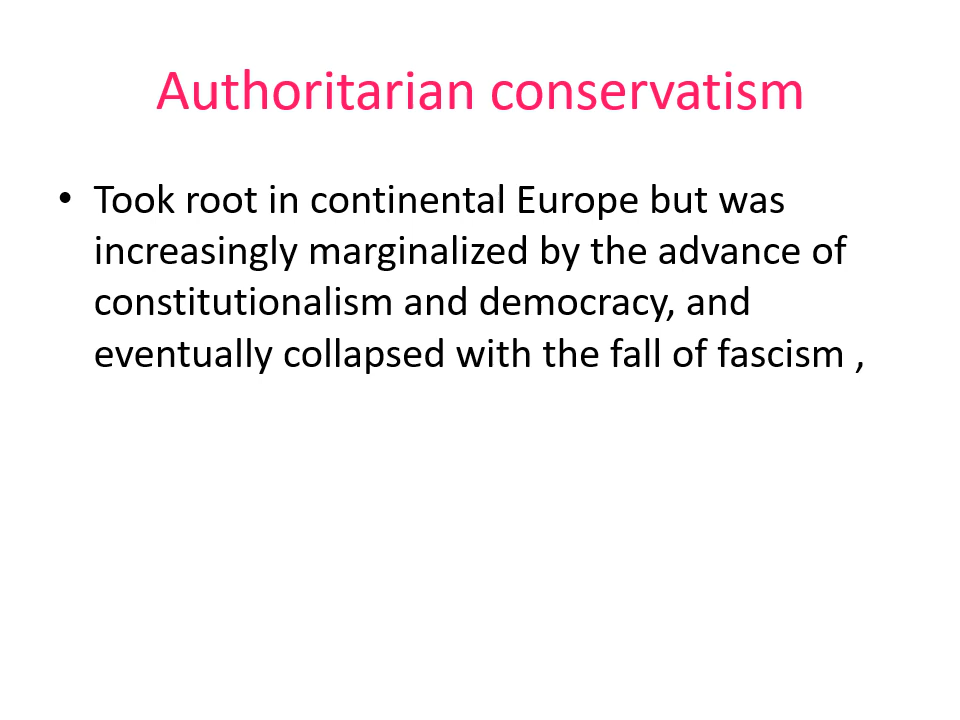 Authoritarian conservatism
• Took root in continental Europe but was
increasingly marginalized by the advance of
constitutionalism and democracy, and
eventually collapsed with the fall of fascism ,